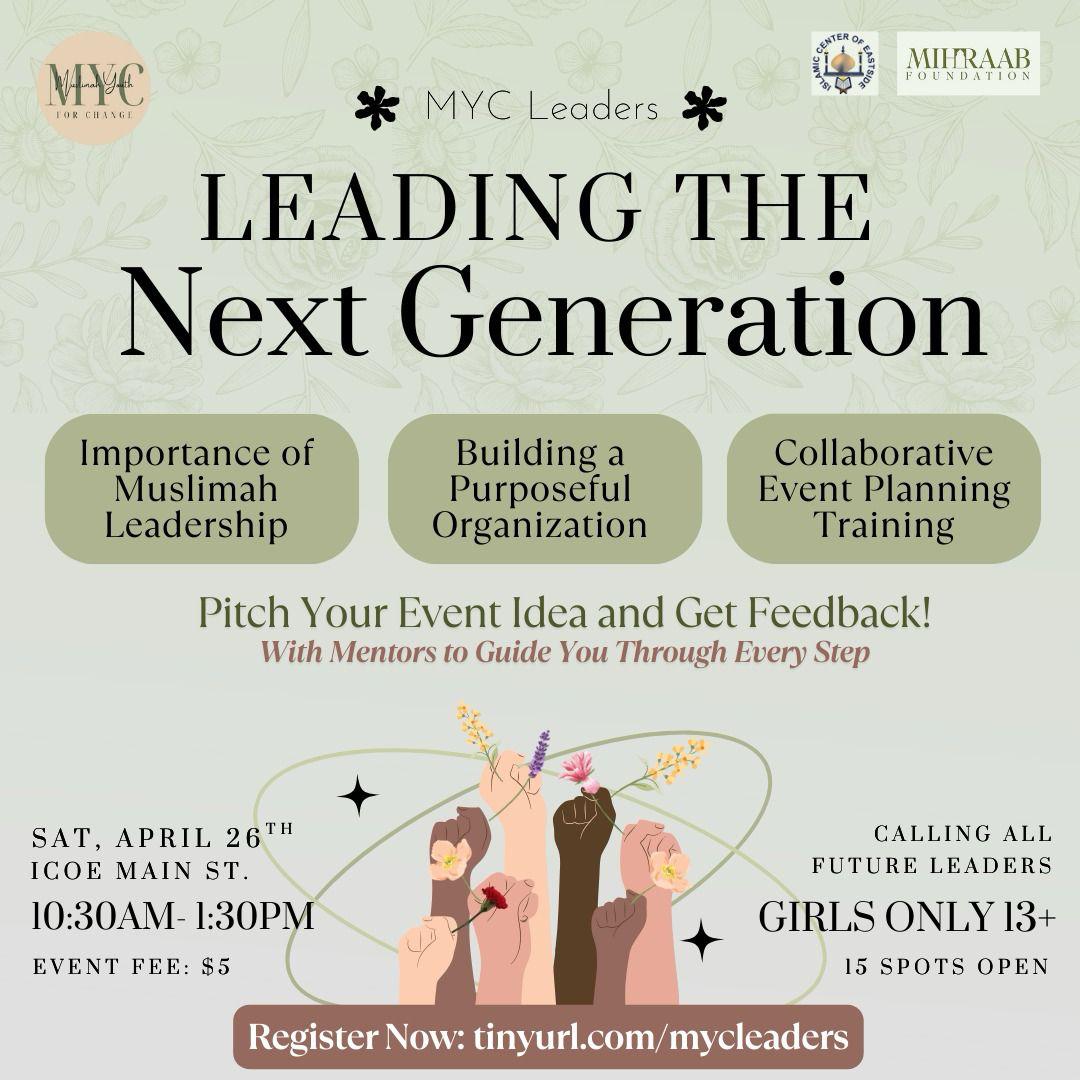 MYC
Muslimah Youth
FOR CHANGE
ISLAMIC CENTER OF EASTSIDE
MIHRAAB
FOUNDATION
MYC Leaders
LEADING THE
Next Generation
Importance of
Muslimah
Leadership
Building a
Purposeful
Organization
Collaborative
Event Planning
Training
Pitch Your Event Idea and Get Feedback!
With Mentors to Guide You Through Every Step
SAT, APRIL 26TH
ICOE MAIN ST.
10:30AM- 1:30PM
EVENT FEE: $5
CALLING ALL
FUTURE LEADERS
GIRLS ONLY 13+
15 SPOTS OPEN
Register Now: tinyurl.com/mycleaders